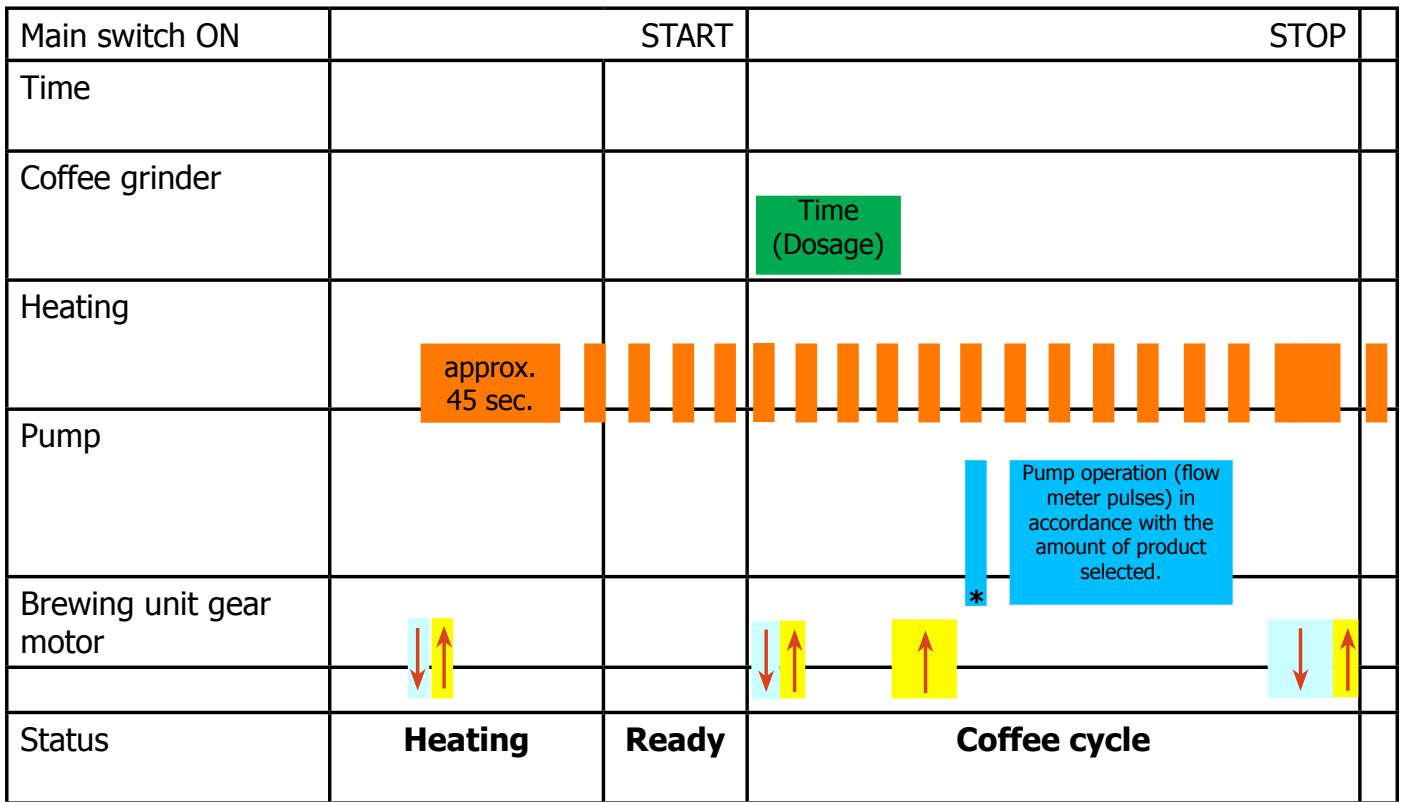 Main switch ON
START
STOP
Time
Coffee grinder
Time
(Dosage)
Heating
approx.
45 sec.
Pump
Pump operation (flow
meter pulses) in
accordance with the
amount of product
selected.
*
Brewing unit gear
motor
Status
Heating
Ready
Coffee cycle